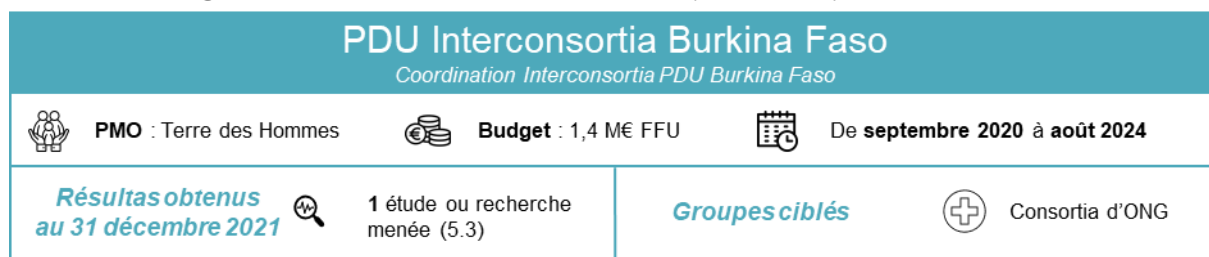 PDU Interconsortia Burkina Faso
Coordination Interconsortia PDU Burkina Faso
PMO : Terre des Hommes
Budget : 1,4 M€ FFU
De septembre 2020 à août 2024
Résultas obtenus
au 31 décembre 2021
1 étude ou recherche
menée (5.3)
Groupes ciblés
Consortia d’ONG